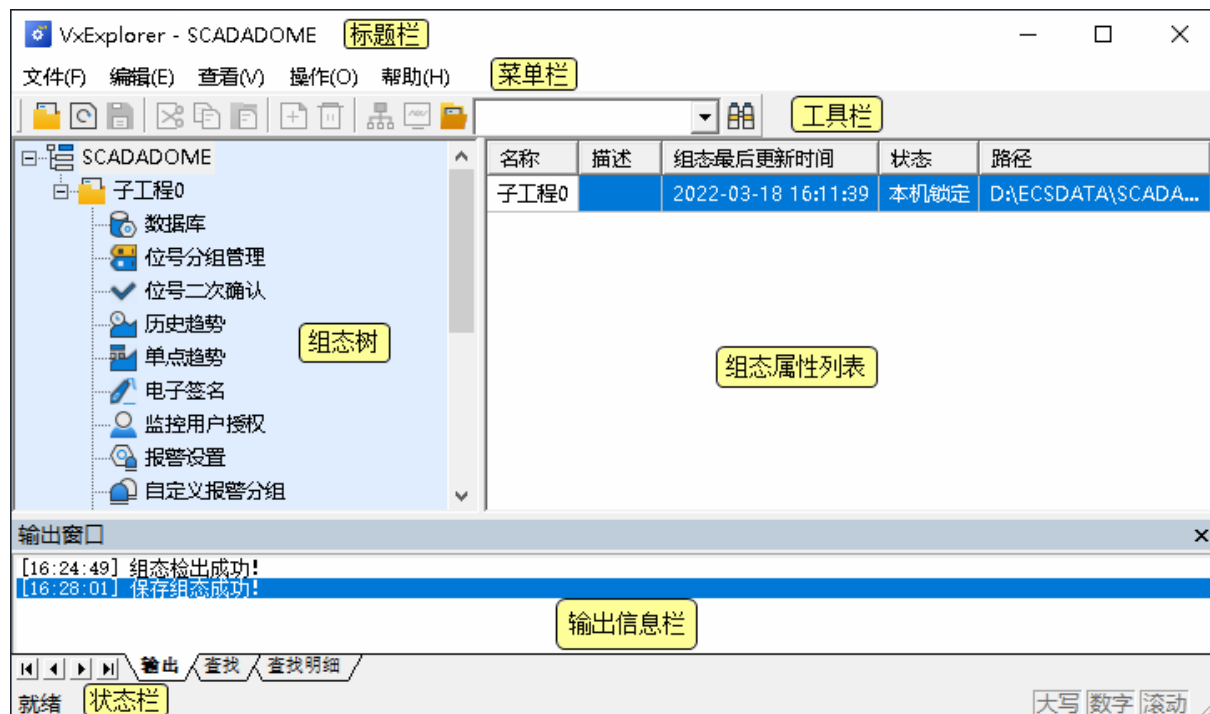 VxExplorer - SCADADOME 标题栏
文件(F) 编辑(E) 查看(V) 操作(O) 帮助(H) 菜单栏
工具栏
SCADADOME
子工程0
数据库
位号分组管理
位号二次确认
历史趋势
单点趋势
电子签名
监控用户授权
报警设置
自定义报警分组
组态树
名称 描述 组态最后更新时间 状态 路径
子工程0 2022-03-18 16:11:39 本机锁定 D:\ECSDATA\SCADA...
组态属性列表
输出窗口
[16:24:49] 组态检出成功!
[16:28:01] 保存组态成功!
输出信息栏
输出 查找 查找明细
就绪 状态栏 大写 数字 滚动